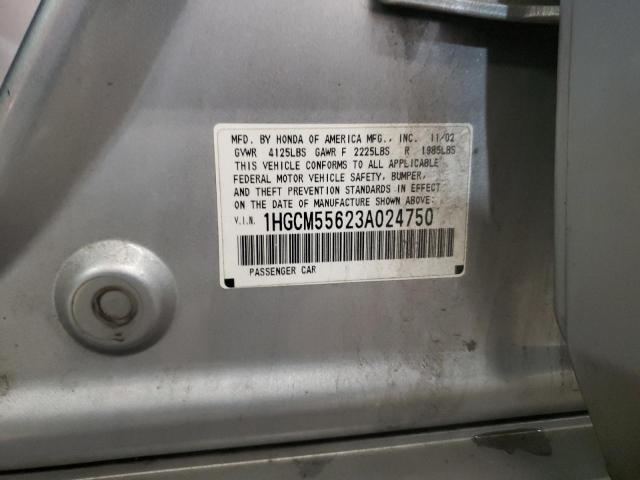 MFD. BY HONDA OF AMERICA MFG., INC. 11/02
GVWR 4125LBS GAWR F 2225LBS R 1985LBS
THIS VEHICLE CONFORMS TO ALL APPLICABLE
FEDERAL MOTOR VEHICLE SAFETY, BUMPER,
AND THEFT PREVENTION STANDARDS IN EFFECT
ON THE DATE OF MANUFACTURE SHOWN ABOVE:
V.I.N. 1HGCM55623A024750
PASSENGER CAR